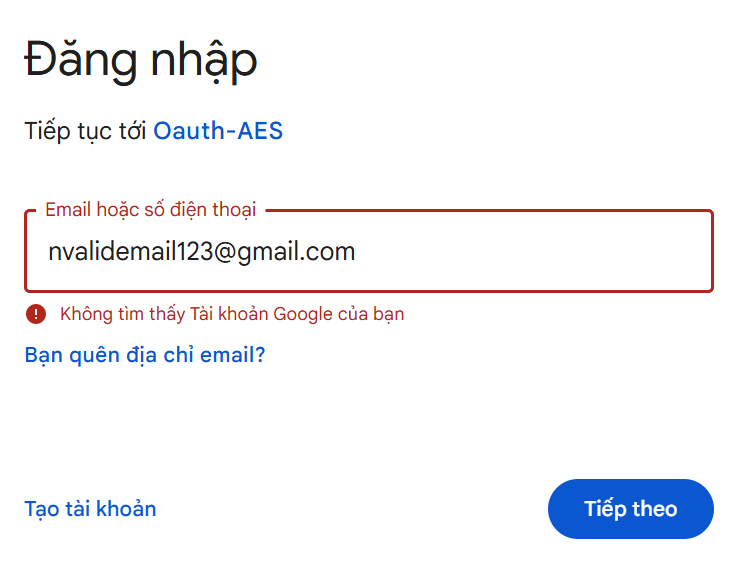 Đăng nhập
Tiếp tục tới Oauth-AES
Email hoặc số điện thoại
nvalidemail123@gmail.com
Không tìm thấy Tài khoản Google của bạn
Bạn quên địa chỉ email?
Tạo tài khoản
Tiếp theo